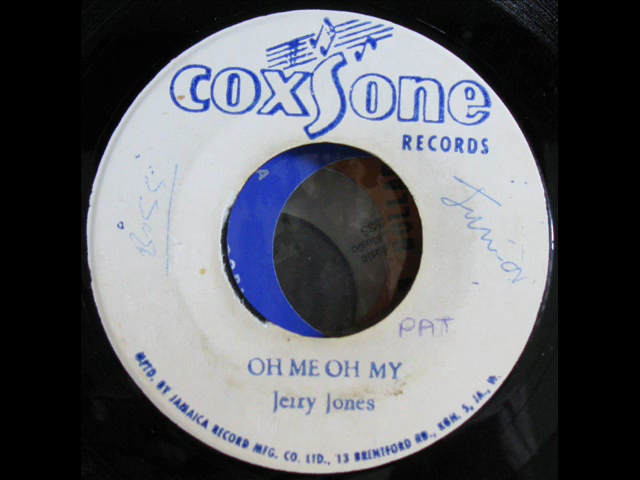 coxsone
RECORDS
Boss
Junior
PAT
OH ME OH MY
Jerry Jones
MFTD. BY JAMAICA RECORD MFG. CO. LTD., 13 BRENTFORD RD., KGN. 5, JA., W.